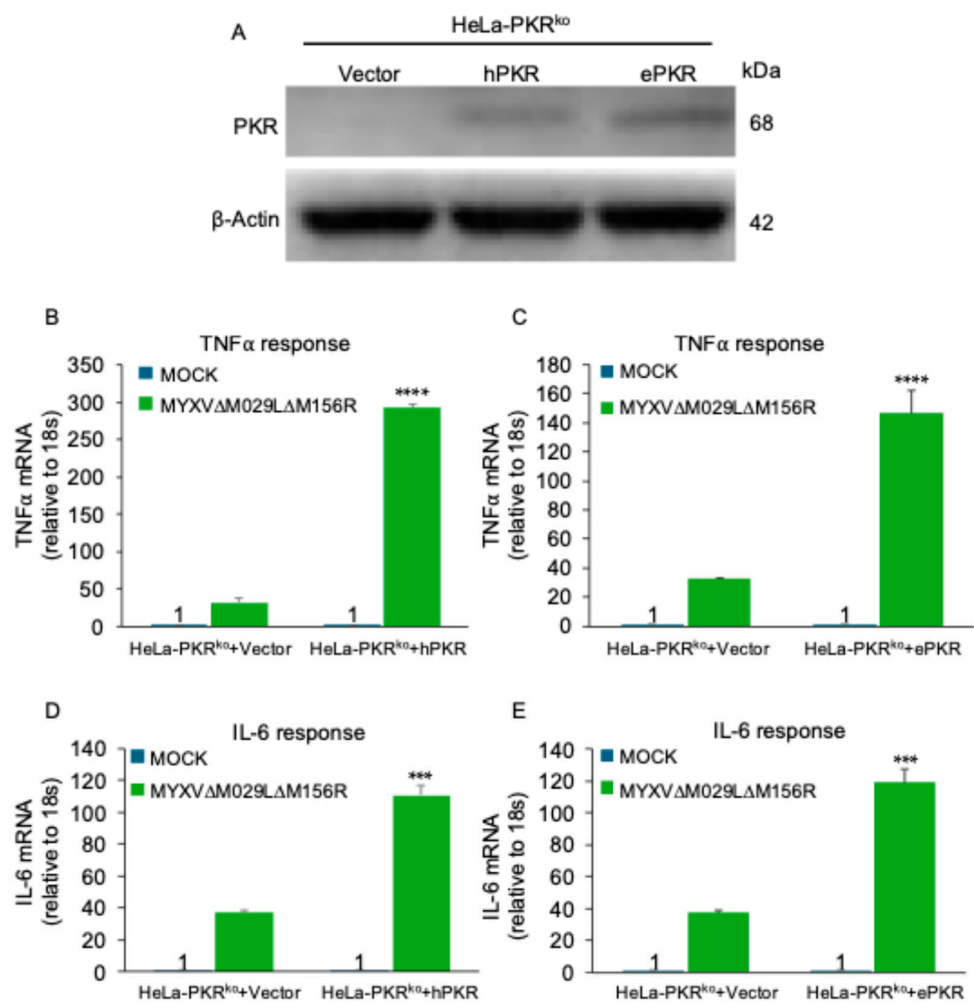 A
HeLa-PKRᵏᵒ
Vector hPKR ePKR kDa
PKR 68
β-Actin 42
B
TNFα response
MOCK
MYXVΔM029LΔM156R
****
TNFα mRNA
(relative to 18s)
350
300
250
200
150
100
50
0
1 1
HeLa-PKRᵏᵒ+Vector HeLa-PKRᵏᵒ+hPKR
C
TNFα response
MOCK
MYXVΔM029LΔM156R
****
TNFα mRNA
(relative to 18s)
180
160
140
120
100
80
60
40
20
0
1 1
HeLa-PKRᵏᵒ+Vector HeLa-PKRᵏᵒ+ePKR
D
IL-6 response
MOCK
MYXVΔM029LΔM156R
***
IL-6 mRNA
(relative to 18s)
140
120
100
80
60
40
20
0
1 1
HeLa-PKRᵏᵒ+Vector HeLa-PKRᵏᵒ+hPKR
E
IL-6 response
MOCK
MYXVΔM029LΔM156R
***
IL-6 mRNA
(relative to 18s)
140
120
100
80
60
40
20
0
1 1
HeLa-PKRᵏᵒ+Vector HeLa-PKRᵏᵒ+ePKR